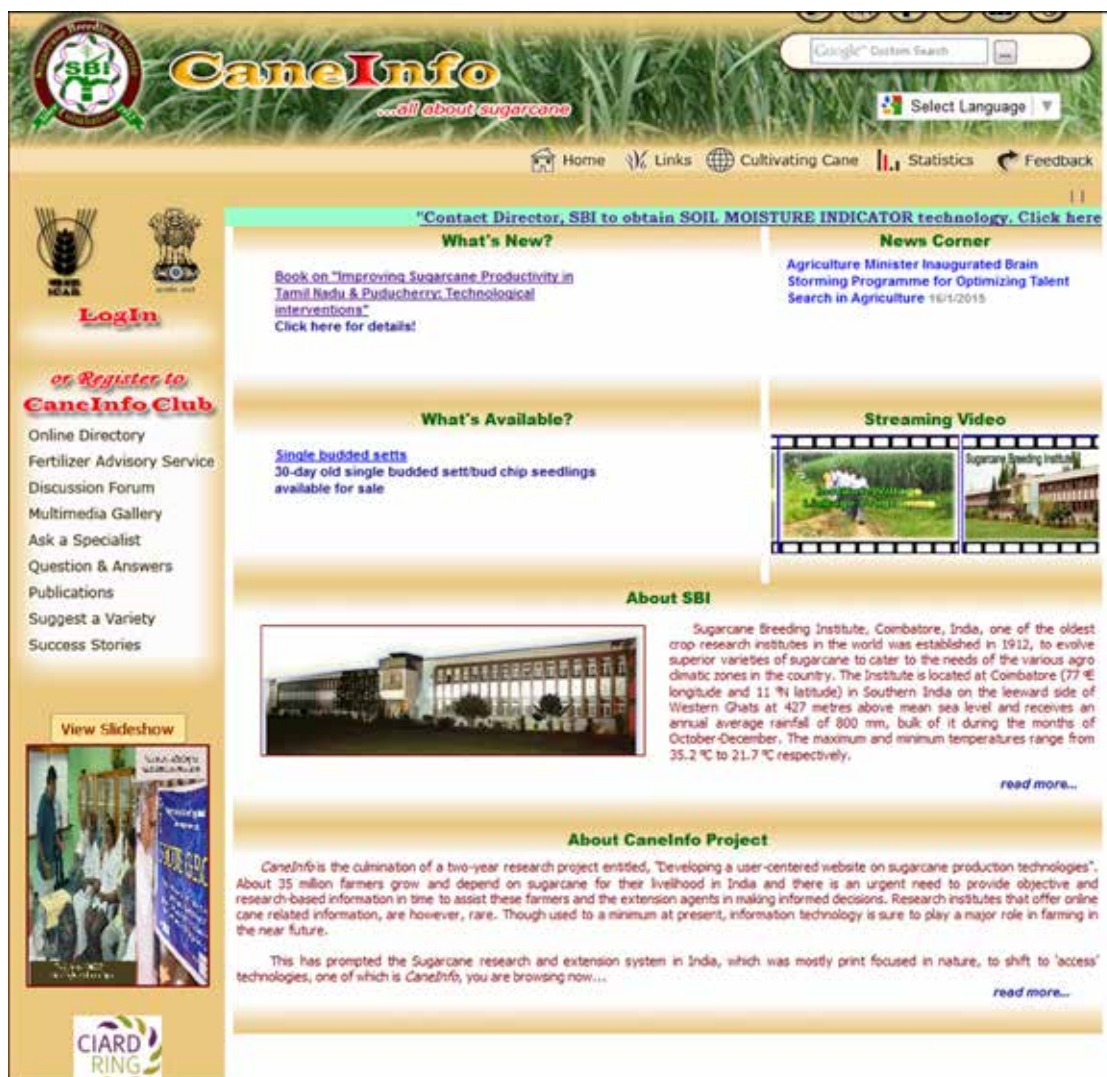 SBI
CaneInfo
...all about sugarcane
Google™ Custom Search
...
Select Language
Home Links Cultivating Cane Statistics Feedback
"Contact Director, SBI to obtain SOIL MOISTURE INDICATOR technology. Click here
ICAR
LogIn
or Register to
CaneInfo Club
Online Directory
Fertilizer Advisory Service
Discussion Forum
Multimedia Gallery
Ask a Specialist
Question & Answers
Publications
Suggest a Variety
Success Stories
View Slideshow
CIARD
RING
What's New?
Book on "Improving Sugarcane Productivity in
Tamil Nadu & Puducherry: Technological
interventions"
Click here for details!
News Corner
Agriculture Minister Inaugurated Brain
Storming Programme for Optimizing Talent
Search in Agriculture 16/1/2015
What's Available?
Single budded setts
30-day old single budded sett/bud chip seedlings
available for sale
Streaming Video
Sugarcane Breeding Institute
About SBI
Sugarcane Breeding Institute, Coimbatore, India, one of the oldest
crop research institutes in the world was established in 1912, to evolve
superior varieties of sugarcane to cater to the needs of the various agro
climatic zones in the country. The Institute is located at Coimbatore (77 ºE
longitude and 11 ºN latitude) in Southern India on the leeward side of
Western Ghats at 427 metres above mean sea level and receives an
annual average rainfall of 800 mm, bulk of it during the months of
October-December. The maximum and minimum temperatures range from
35.2 ºC to 21.7 ºC respectively.
read more...
About CaneInfo Project
CaneInfo is the culmination of a two-year research project entitled, "Developing a user-centered website on sugarcane production technologies".
About 35 million farmers grow and depend on sugarcane for their livelihood in India and there is an urgent need to provide objective and
research-based information in time to assist these farmers and the extension agents in making informed decisions. Research institutes that offer online
cane related information, are however, rare. Though used to a minimum at present, information technology is sure to play a major role in farming in
the near future.
This has prompted the Sugarcane research and extension system in India, which was mostly print focused in nature, to shift to 'access'
technologies, one of which is CaneInfo, you are browsing now...
read more...